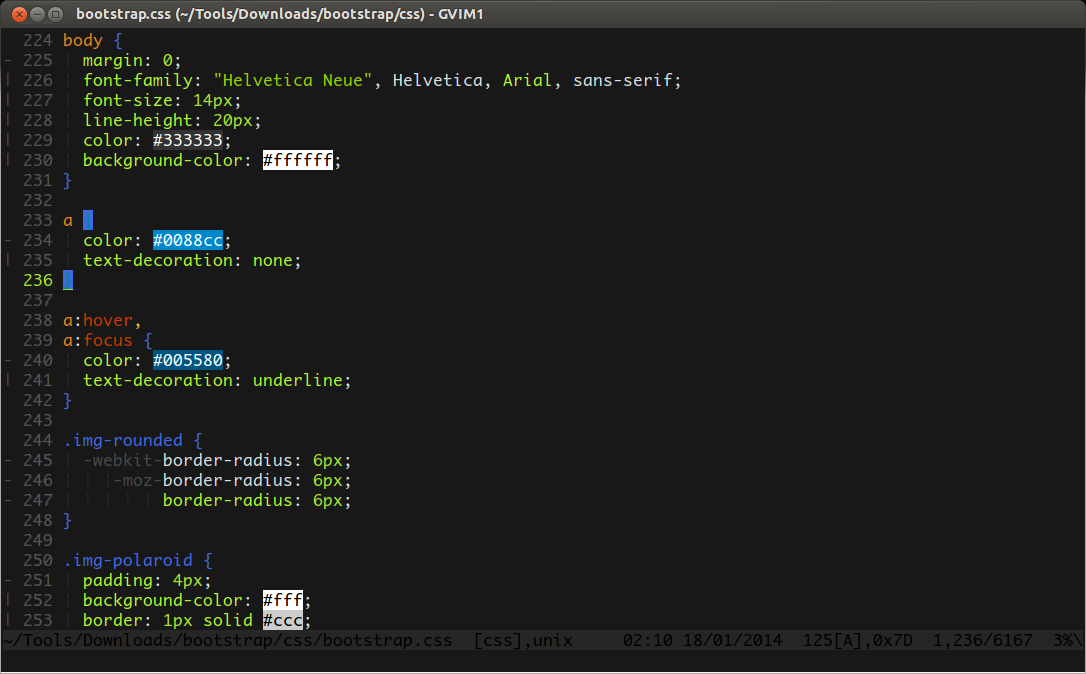 bootstrap.css (~/Tools/Downloads/bootstrap/css) - GVIM1
224 body {
- 225 margin: 0;
| 226 font-family: "Helvetica Neue", Helvetica, Arial, sans-serif;
| 227 font-size: 14px;
| 228 line-height: 20px;
| 229 color: #333333;
| 230 background-color: #ffffff;
231 }
232
233 a {
- 234 color: #0088cc;
| 235 text-decoration: none;
236 }
237
238 a:hover,
239 a:focus {
- 240 color: #005580;
| 241 text-decoration: underline;
242 }
243
244 .img-rounded {
- 245 -webkit-border-radius: 6px;
- 246 -moz-border-radius: 6px;
- 247 border-radius: 6px;
248 }
249
250 .img-polaroid {
- 251 padding: 4px;
| 252 background-color: #fff;
| 253 border: 1px solid #ccc;
~/Tools/Downloads/bootstrap/css/bootstrap.css [css],unix 02:10 18/01/2014 125[A],0x7D 1,236/6167 3%\